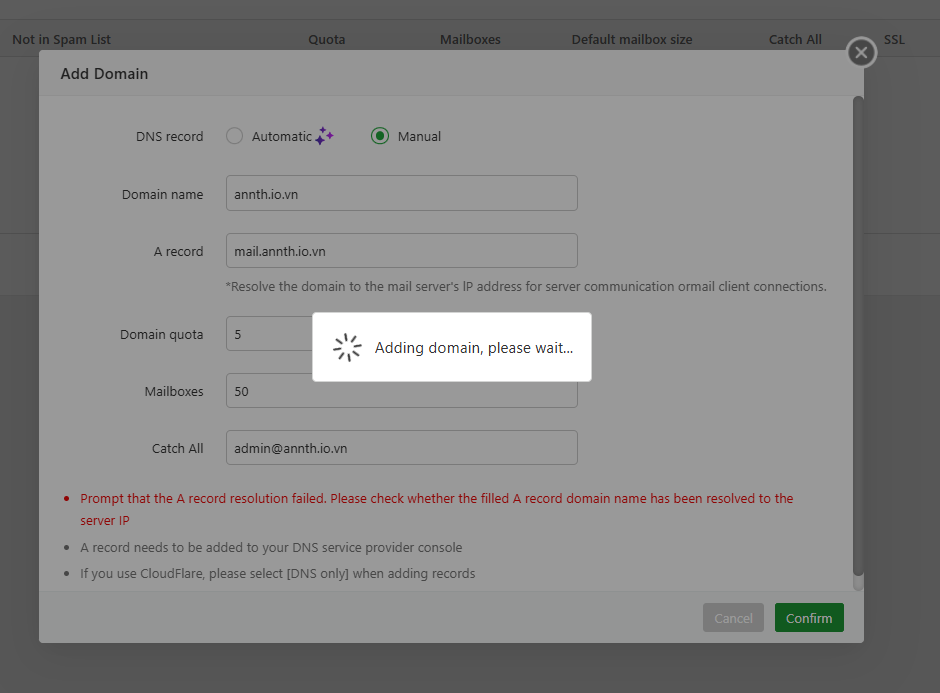 Not in Spam List Quota Mailboxes Default mailbox size Catch All SSL
Add Domain
DNS record Automatic Manual
Domain name annth.io.vn
A record mail.annth.io.vn
*Resolve the domain to the mail server's IP address for server communication ormail client connections.
Domain quota 5
Adding domain, please wait...
Mailboxes 50
Catch All admin@annth.io.vn
Prompt that the A record resolution failed. Please check whether the filled A record domain name has been resolved to the
server IP
A record needs to be added to your DNS service provider console
If you use CloudFlare, please select [DNS only] when adding records
Cancel Confirm